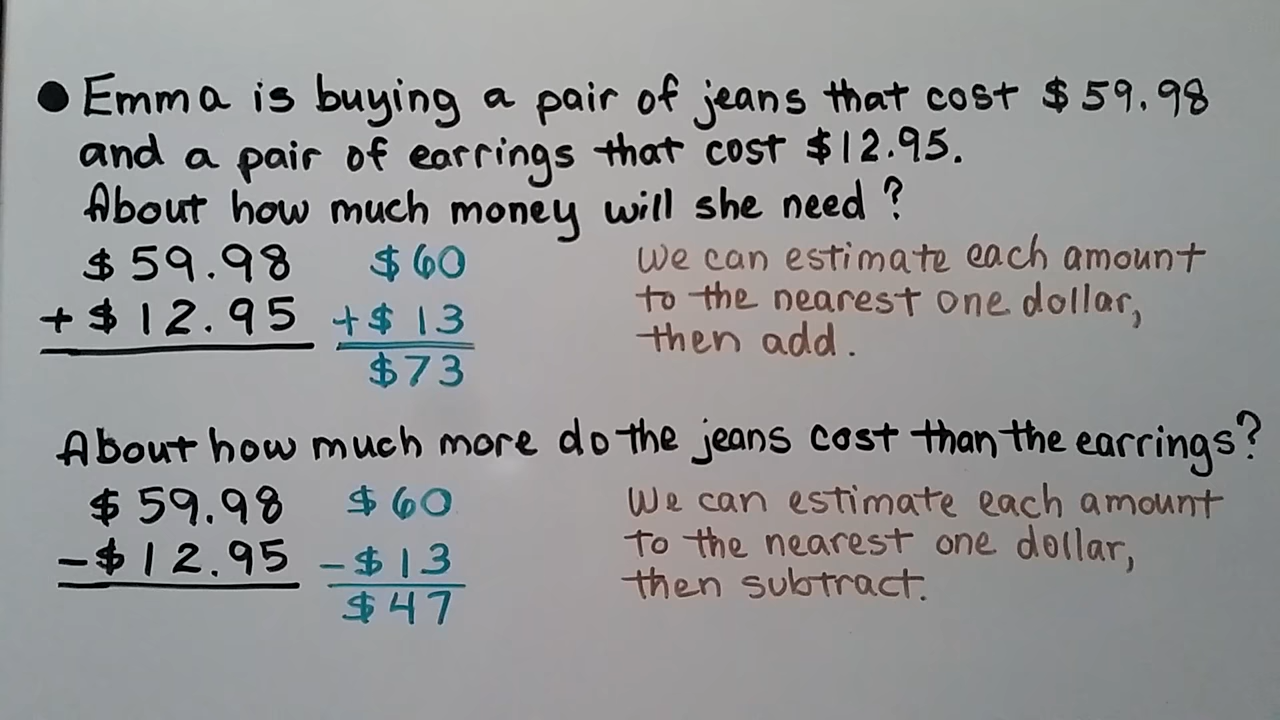 ● Emma is buying a pair of jeans that cost $59.98
and a pair of earrings that cost $12.95.
About how much money will she need?
$59.98 $60 We can estimate each amount
+$12.95 +$13 to the nearest one dollar,
then add.
$73
About how much more do the jeans cost than the earrings?
$59.98 $60 We can estimate each amount
-$12.95 -$13 to the nearest one dollar,
then subtract.
$47